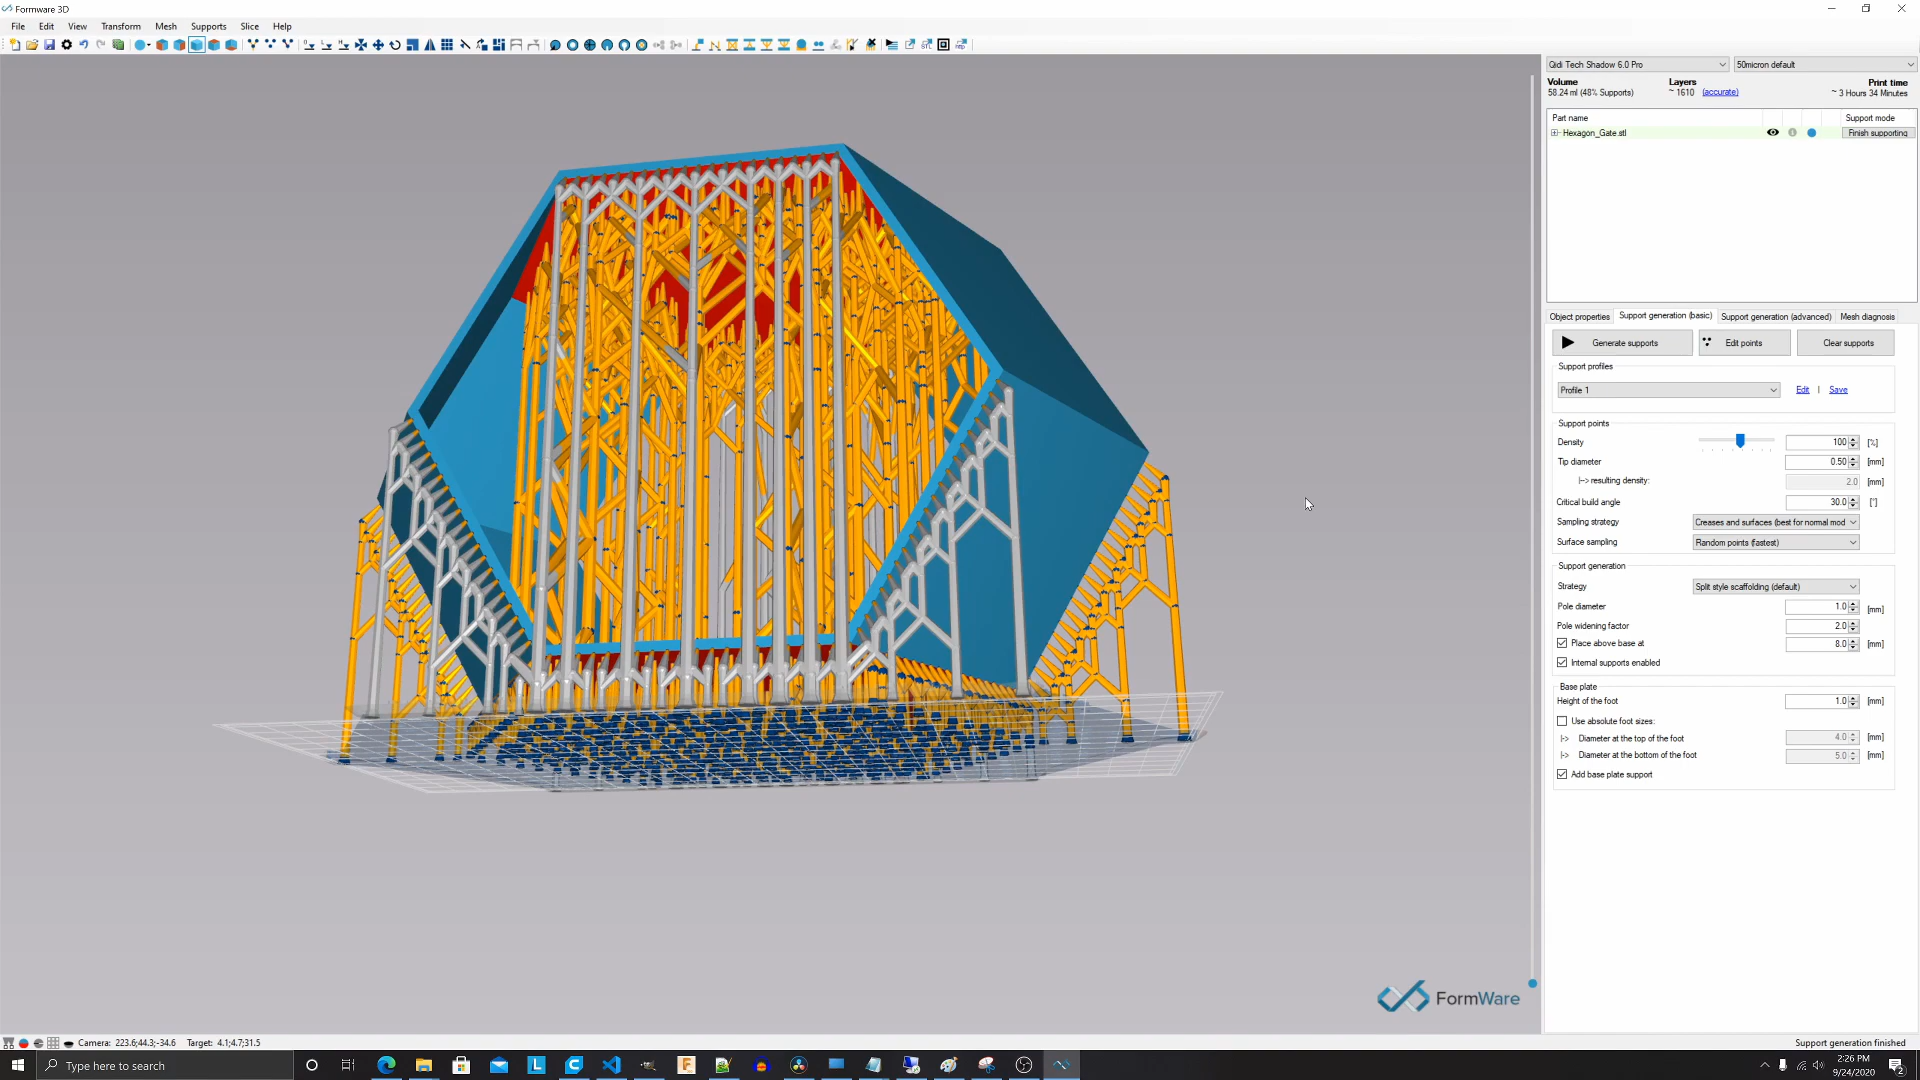 Formware 3D
File Edit View Transform Mesh Supports Slice Help
Qidi Tech Shadow 6.0 Pro 50micron default
Volume Layers Print time
58.24 ml (48% Supports) ~ 1610 (accurate) ~ 3 Hours 34 Minutes
Part name Support mode
Hexagon_Gate.stl Finish supporting
Object properties Support generation (basic) Support generation (advanced) Mesh diagnosis
Generate supports Edit points Clear supports
Support profiles
Profile 1 Edit | Save
Support points
Density 100 [%]
Tip diameter 0.50 [mm]
|--> resulting density: 2.0 [mm]
Critical build angle 30.0 [°]
Sampling strategy Creases and surfaces (best for normal mod
Surface sampling Random points (fastest)
Support generation
Strategy Split style scaffolding (default)
Pole diameter 1.0 [mm]
Pole widening factor 2.0
Place above base at 8.0 [mm]
Internal supports enabled
Base plate
Height of the foot 1.0 [mm]
Use absolute foot sizes:
|-> Diameter at the top of the foot 4.0 [mm]
|-> Diameter at the bottom of the foot 5.0 [mm]
Add base plate support
FormWare
Camera: 223.6;44.3;-34.6 Target: 4.1;4.7;31.5 Support generation finished
Type here to search
2:26 PM
9/24/2020